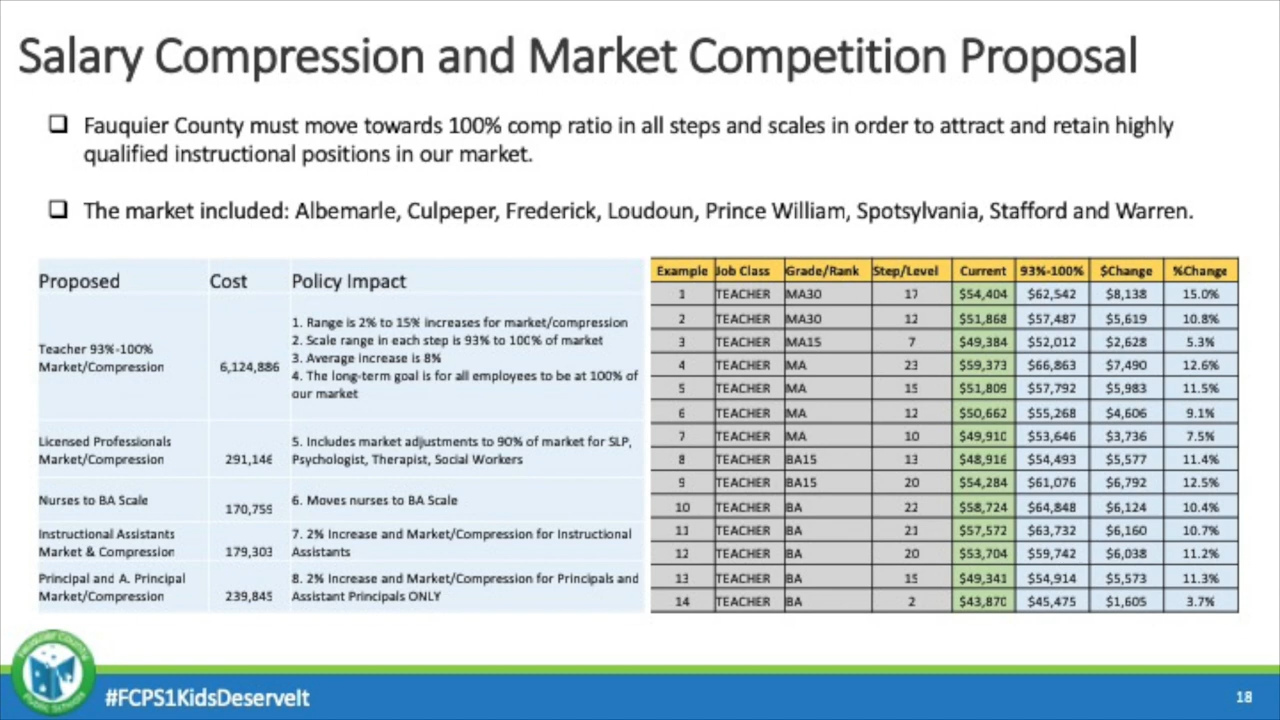 Salary Compression and Market Competition Proposal
❑ Fauquier County must move towards 100% comp ratio in all steps and scales in order to attract and retain highly
qualified instructional positions in our market.
❑ The market included: Albemarle, Culpeper, Frederick, Loudoun, Prince William, Spotsylvania, Stafford and Warren.
Proposed Cost Policy Impact
Teacher 93%-100%
Market/Compression
6,124,886
1. Range is 2% to 15% increases for market/compression
2. Scale range in each step is 93% to 100% of market
3. Average increase is 8%
4. The long-term goal is for all employees to be at 100% of
our market
Licensed Professionals
Market/Compression
291,146
5. Includes market adjustments to 90% of market for SLP,
Psychologist, Therapist, Social Workers
Nurses to BA Scale
170,759
6. Moves nurses to BA Scale
Instructional Assistants
Market & Compression
179,303
7. 2% Increase and Market/Compression for Instructional
Assistants
Principal and A. Principal
Market/Compression
239,845
8. 2% Increase and Market/Compression for Principals and
Assistant Principals ONLY
Example Job Class Grade/Rank Step/Level Current 93%-100% $Change %Change
1 TEACHER MA30 17 $54,404 $62,542 $8,138 15.0%
2 TEACHER MA30 12 $51,868 $57,487 $5,619 10.8%
3 TEACHER MA15 7 $49,384 $52,012 $2,628 5.3%
4 TEACHER MA 23 $59,373 $66,863 $7,490 12.6%
5 TEACHER MA 15 $51,809 $57,792 $5,983 11.5%
6 TEACHER MA 12 $50,662 $55,268 $4,606 9.1%
7 TEACHER MA 10 $49,910 $53,646 $3,736 7.5%
8 TEACHER BA15 13 $48,916 $54,493 $5,577 11.4%
9 TEACHER BA15 20 $54,284 $61,076 $6,792 12.5%
10 TEACHER BA 22 $58,724 $64,848 $6,124 10.4%
11 TEACHER BA 21 $57,572 $63,732 $6,160 10.7%
12 TEACHER BA 20 $53,704 $59,742 $6,038 11.2%
13 TEACHER BA 15 $49,341 $54,914 $5,573 11.3%
14 TEACHER BA 2 $43,870 $45,475 $1,605 3.7%
Fauquier County
Public Schools
#FCPS1KidsDeserveIt
18